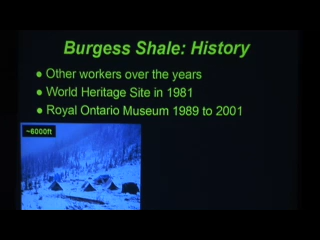 Burgess Shale: History
● Other workers over the years
● World Heritage Site in 1981
● Royal Ontario Museum 1989 to 2001
~6000ft